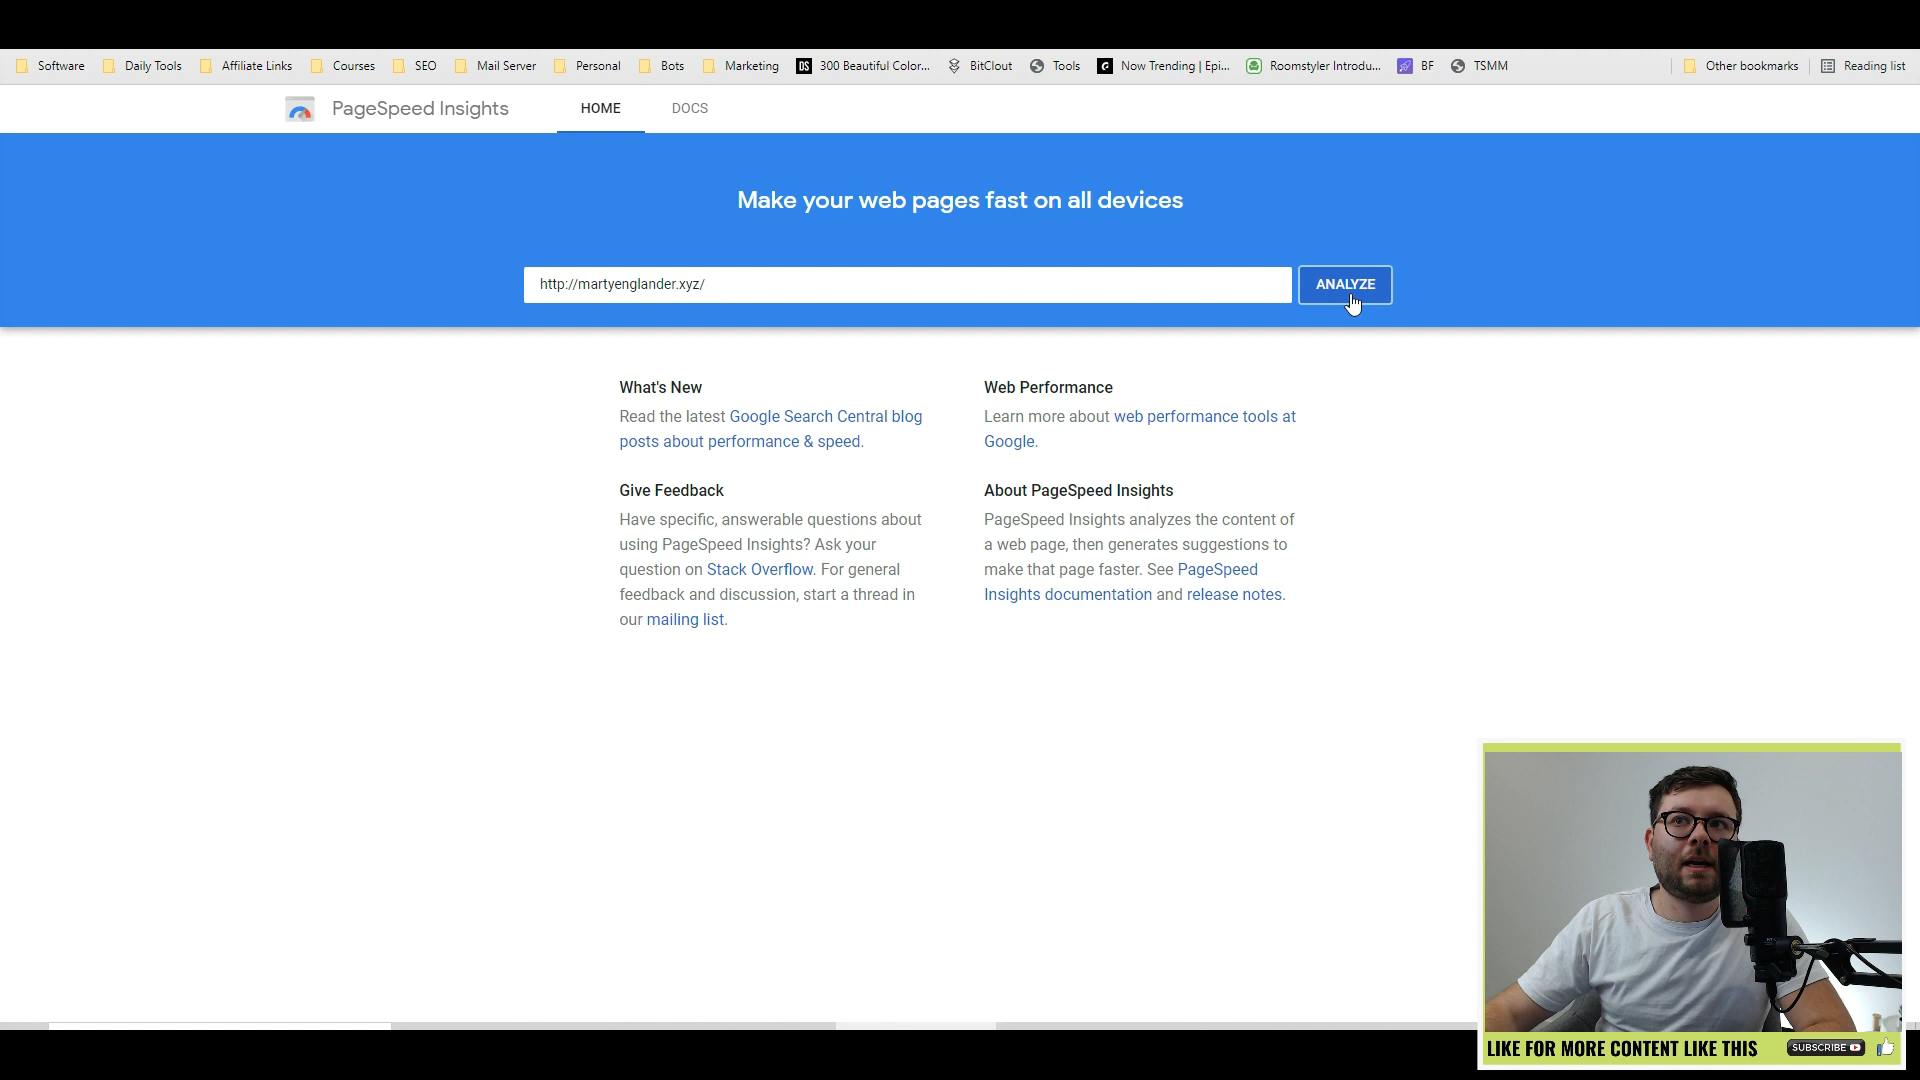 Software Daily Tools Affiliate Links Courses SEO Mail Server Personal Bots Marketing DS 300 Beautiful Color... BitClout Tools Now Trending | Epi... Roomstyler Introdu... BF TSMM Other bookmarks Reading list
PageSpeed Insights HOME DOCS
Make your web pages fast on all devices
http://martyenglander.xyz/ ANALYZE
What's New
Read the latest Google Search Central blog
posts about performance & speed.
Web Performance
Learn more about web performance tools at
Google.
Give Feedback
Have specific, answerable questions about
using PageSpeed Insights? Ask your
question on Stack Overflow. For general
feedback and discussion, start a thread in
our mailing list.
About PageSpeed Insights
PageSpeed Insights analyzes the content of
a web page, then generates suggestions to
make that page faster. See PageSpeed
Insights documentation and release notes.
LIKE FOR MORE CONTENT LIKE THIS SUBSCRIBE